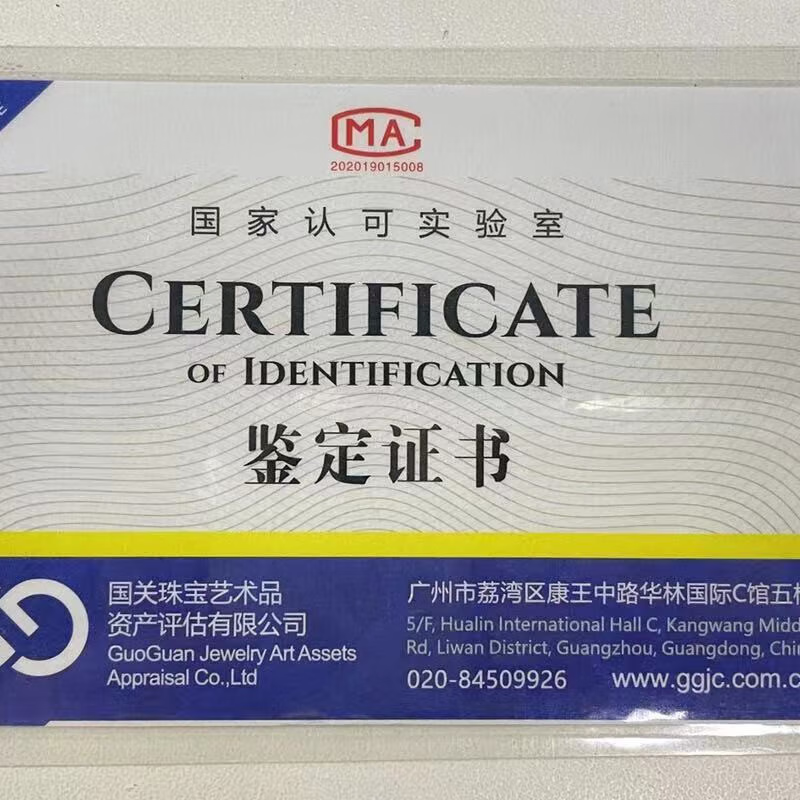 CMA
202019015008
国家认可实验室
CERTIFICATE
OF IDENTIFICATION
鉴定证书
国关珠宝艺术品
资产评估有限公司
GuoGuan Jewelry Art Assets
Appraisal Co.,Ltd
广州市荔湾区康王中路华林国际C馆五
5/F, Hualin International Hall C, Kangwang Midd
Rd, Liwan District, Guangzhou, Guangdong, Chin
020-84509926 www.ggjc.com.c